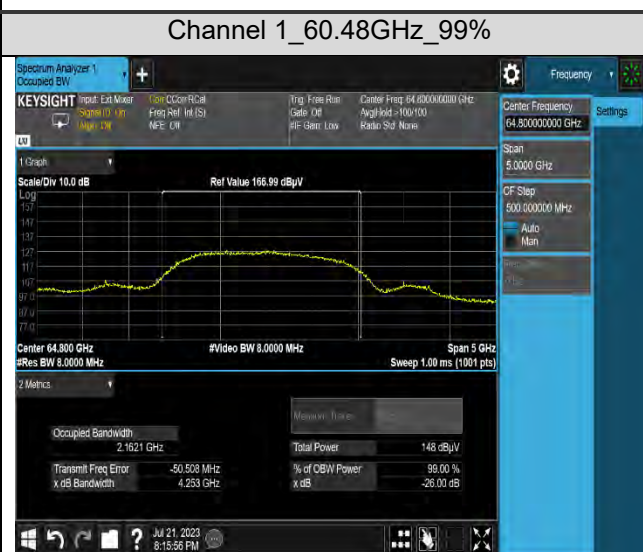 Channel 1_60.48GHz_99%
Spectrum Analyzer 1
Occupied BW
Frequency
KEYSIGHT Input: Ext Mixer
Align: Off
Corr CCorr RCal
Freq Ref: Int (S)
NFE: Off
Trig: Free Run
Gate: Off
#IF Gain: Low
Center Freq: 64.800000000 GHz
Avg|Hold >100/100
Radio Std: None
LXI
Center Frequency
64.800000000 GHz
Settings
Span
5.0000 GHz
CF Step
500.000000 MHz
Auto
Man
1 Graph
Scale/Div 10.0 dB
Ref Value 166.99 dBµV
Log
157
147
137
127
117
107
97.0
87.0
77.0
Center 64.800 GHz
#Video BW 8.0000 MHz
Span 5 GHz
#Res BW 8.0000 MHz
Sweep 1.00 ms (1001 pts)
2 Metrics
Measure Trace
Occupied Bandwidth
2.1621 GHz
Total Power
148 dBµV
Transmit Freq Error
-50.508 MHz
% of OBW Power
99.00 %
x dB Bandwidth
4.253 GHz
x dB
-26.00 dB
?
Jul 21, 2023
8:15:56 PM